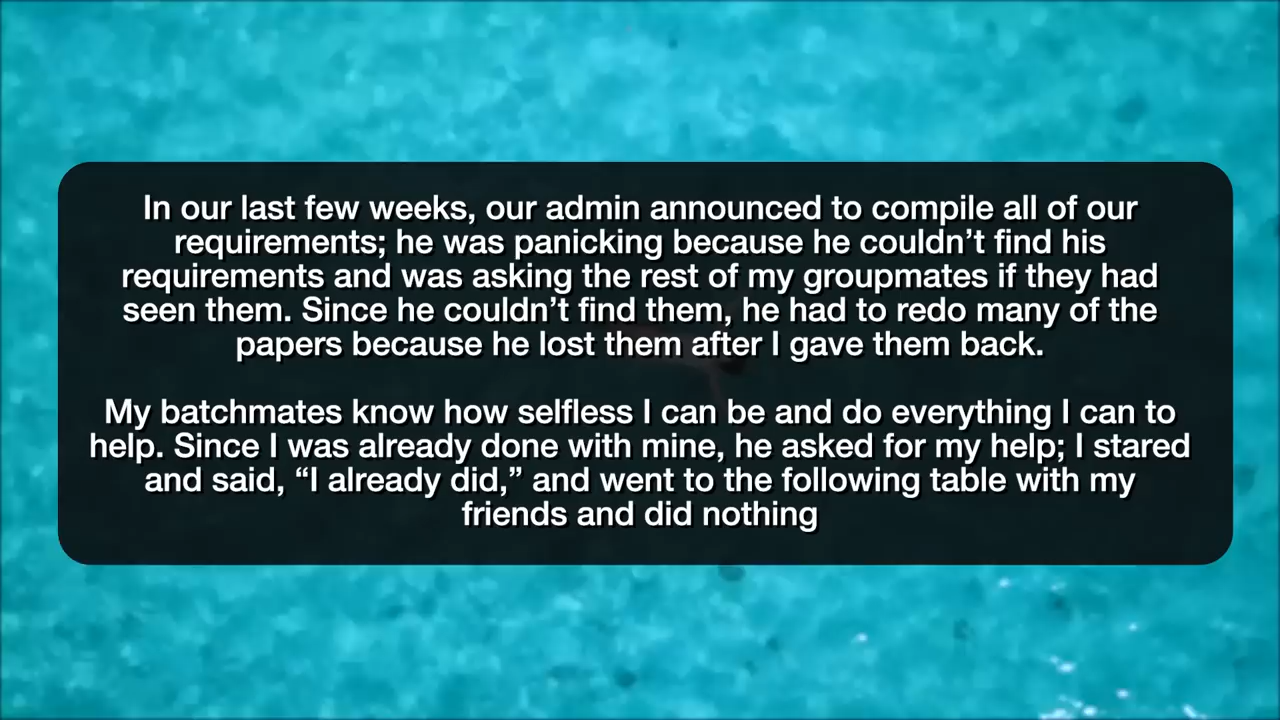 In our last few weeks, our admin announced to compile all of our
requirements; he was panicking because he couldn’t find his
requirements and was asking the rest of my groupmates if they had
seen them. Since he couldn’t find them, he had to redo many of the
papers because he lost them after I gave them back.
My batchmates know how selfless I can be and do everything I can to
help. Since I was already done with mine, he asked for my help; I stared
and said, “I already did,” and went to the following table with my
friends and did nothing